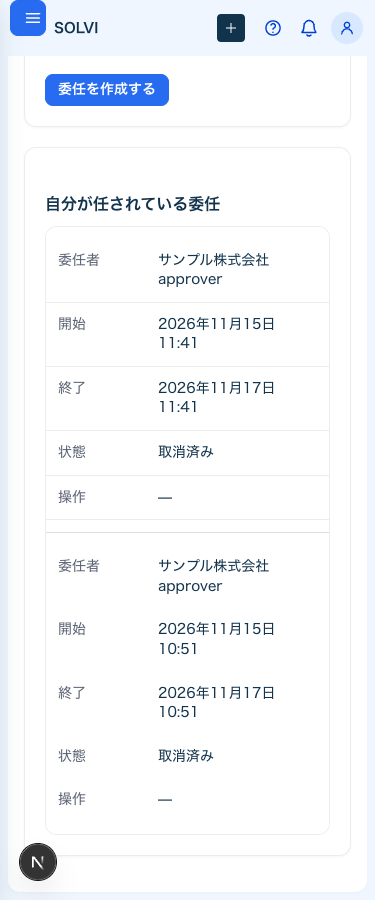 SOLVI
委任を作成する
自分が任されている委任
委任者
サンプル株式会社
approver
開始
2026年11月15日
11:41
終了
2026年11月17日
11:41
状態
取消済み
操作
—
委任者
サンプル株式会社
approver
開始
2026年11月15日
10:51
終了
2026年11月17日
10:51
状態
取消済み
操作
—
N